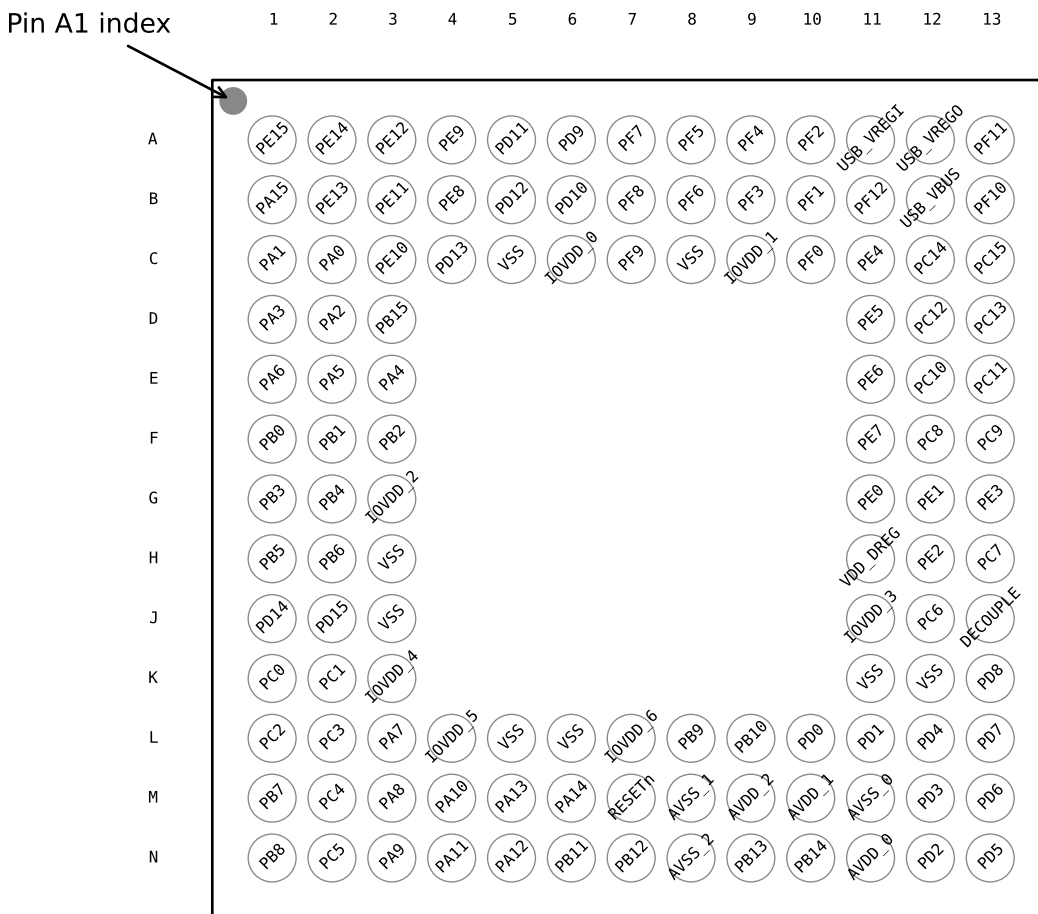 Pin A1 index
1 2 3 4 5 6 7 8 9 10 11 12 13
A PE15 PE14 PE12 PE9 PD11 PD9 PF7 PF5 PF4 PF2 USB_VREGI USB_VREGO PF11
B PA15 PE13 PE11 PE8 PD12 PD10 PF8 PF6 PF3 PF1 PF12 USB_VBUS PF10
C PA1 PA0 PE10 PD13 VSS IOVDD_0 PF9 VSS IOVDD_1 PF0 PE4 PC14 PC15
D PA3 PA2 PB15 PE5 PC12 PC13
E PA6 PA5 PA4 PE6 PC10 PC11
F PB0 PB1 PB2 PE7 PC8 PC9
G PB3 PB4 IOVDD_2 PE0 PE1 PE3
H PB5 PB6 VSS VDD_DREG PE2 PC7
J PD14 PD15 VSS IOVDD_3 PC6 DECOUPLE
K PC0 PC1 IOVDD_4 VSS VSS PD8
L PC2 PC3 PA7 IOVDD_5 VSS VSS IOVDD_6 PB9 PB10 PD0 PD1 PD4 PD7
M PB7 PC4 PA8 PA10 PA13 PA14 RESETn AVSS_1 AVDD_2 AVDD_1 AVSS_0 PD3 PD6
N PB8 PC5 PA9 PA11 PA12 PB11 PB12 AVSS_2 PB13 PB14 AVDD_0 PD2 PD5